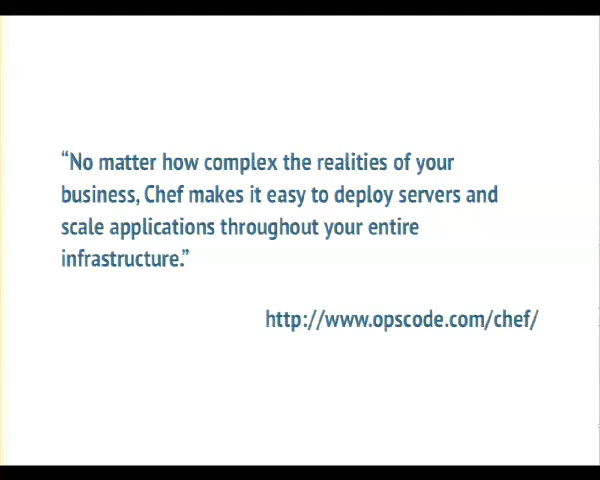 “No matter how complex the realities of your
business, Chef makes it easy to deploy servers and
scale applications throughout your entire
infrastructure.”
http://www.opscode.com/chef/